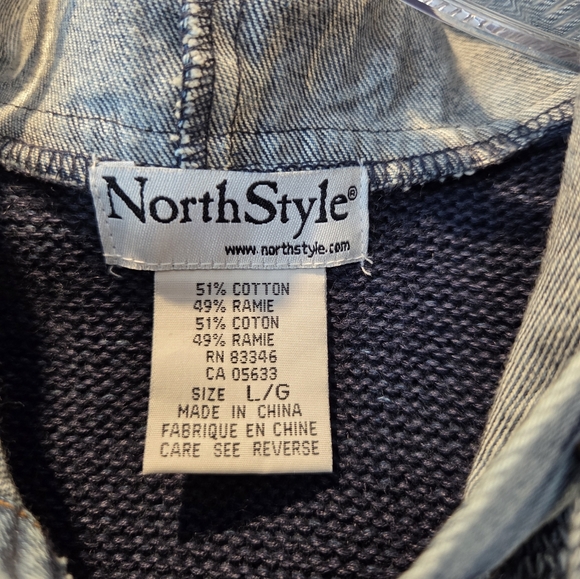 NorthStyle®
www.northstyle.com
51% COTTON
49% RAMIE
51% COTON
49% RAMIE
RN 83346
CA 05633
SIZE L/G
MADE IN CHINA
FABRIQUE EN CHINE
CARE SEE REVERSE